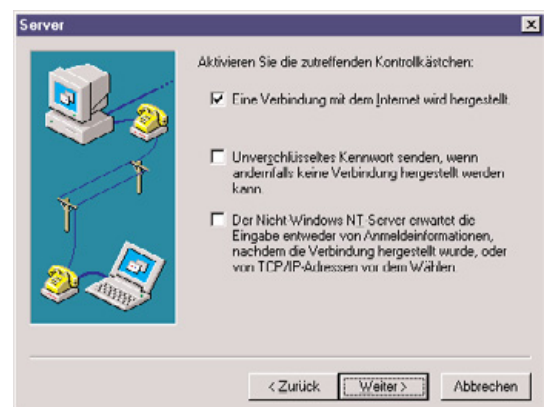 Server
Aktivieren Sie die zutreffenden Kontrollkästchen:
Eine Verbindung mit dem Internet wird hergestellt.
Unverschlüsseltes Kennwort senden, wenn
andernfalls keine Verbindung hergestellt werden
kann.
Der Nicht Windows NT-Server erwartet die
Eingabe entweder von Anmeldeinformationen,
nachdem die Verbindung hergestellt wurde, oder
von TCP/IP-Adressen vor dem Wählen.
< Zurück
Weiter >
Abbrechen